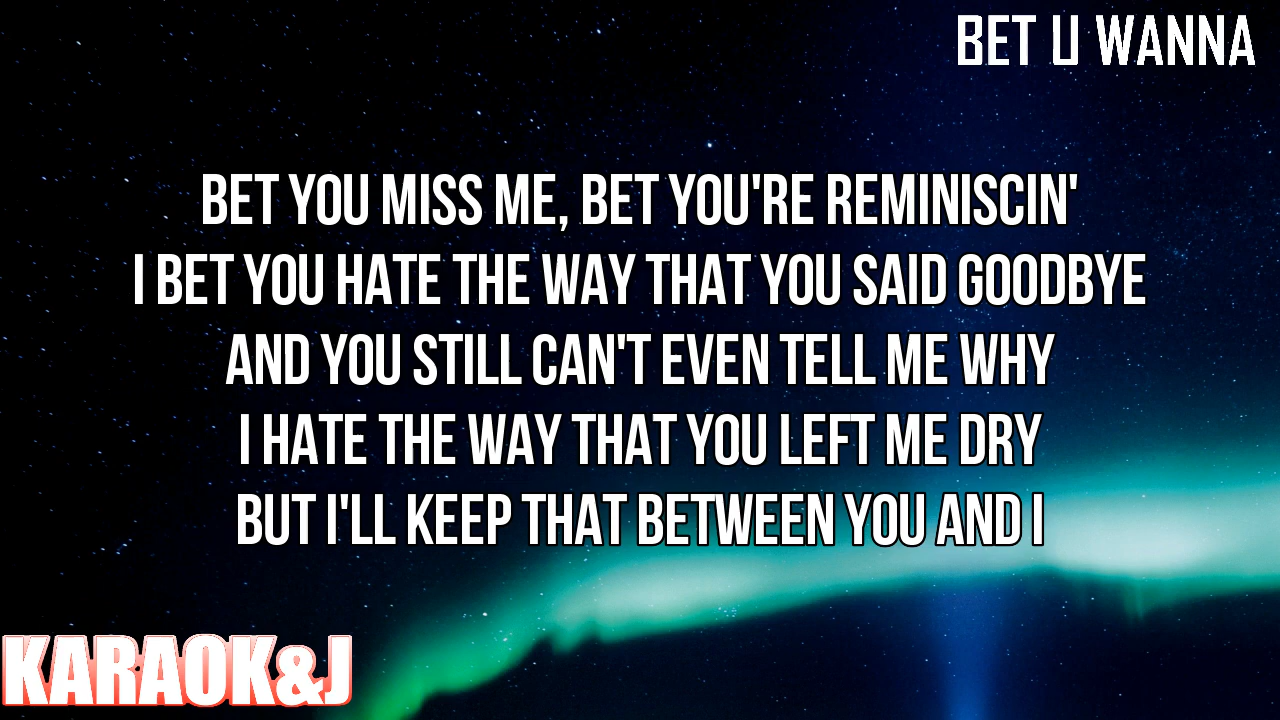 BET U WANNA
BET YOU MISS ME, BET YOU'RE REMINISCIN'
I BET YOU HATE THE WAY THAT YOU SAID GOODBYE
AND YOU STILL CAN'T EVEN TELL ME WHY
I HATE THE WAY THAT YOU LEFT ME DRY
BUT I'LL KEEP THAT BETWEEN YOU AND I
KARAOK&J